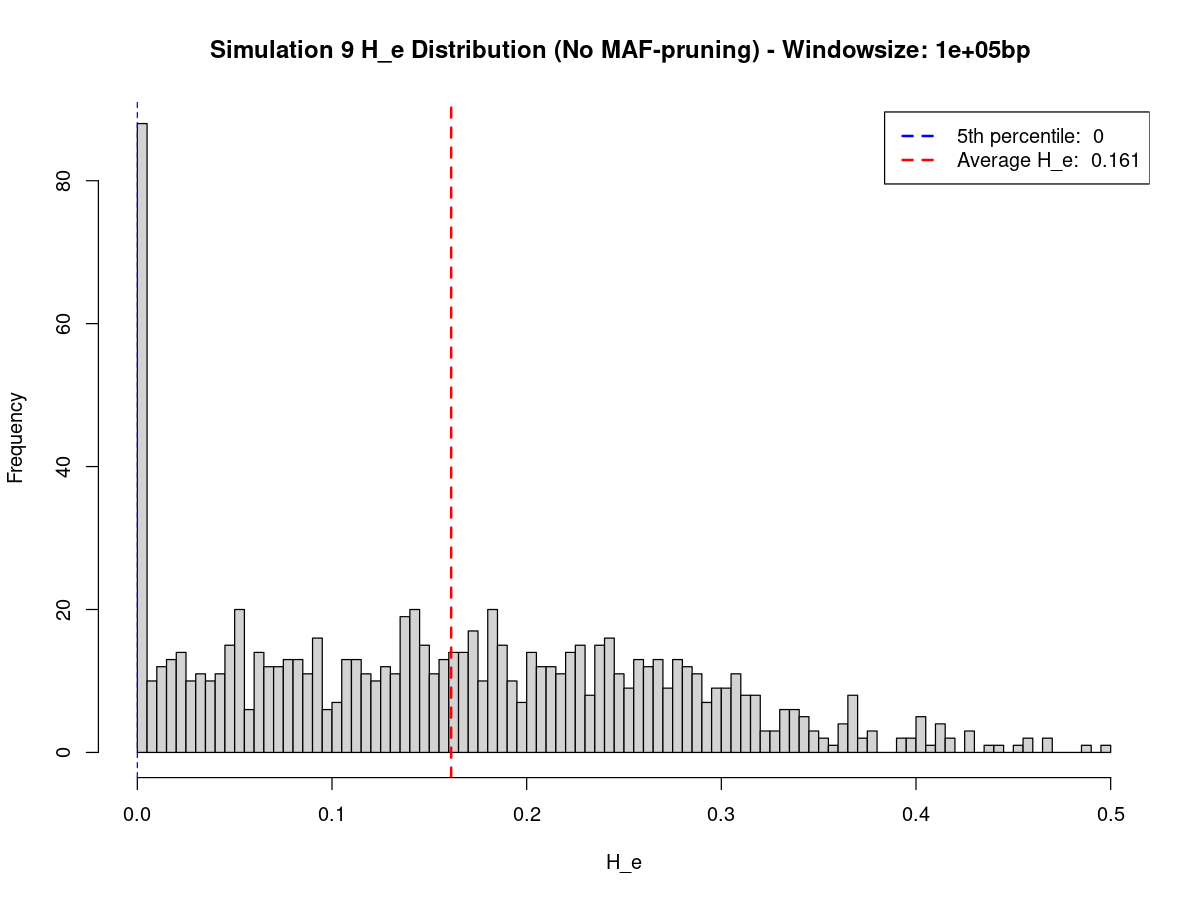 Simulation 9 H_e Distribution (No MAF-pruning) - Windowsize: 1e+05bp
5th percentile:  0
Average H_e:  0.161
Frequency
80
60
40
20
0
0.0 0.1 0.2 0.3 0.4 0.5
H_e